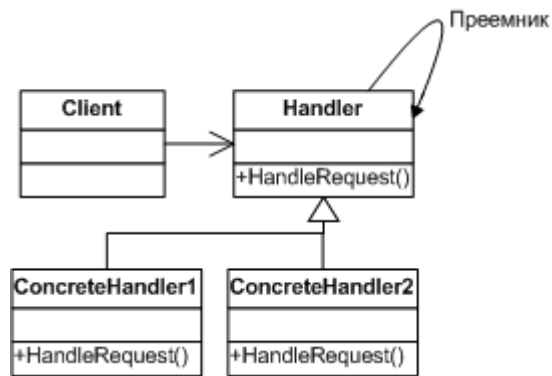 Преемник
Client
Handler
+HandleRequest()
ConcreteHandler1
ConcreteHandler2
+HandleRequest()
+HandleRequest()